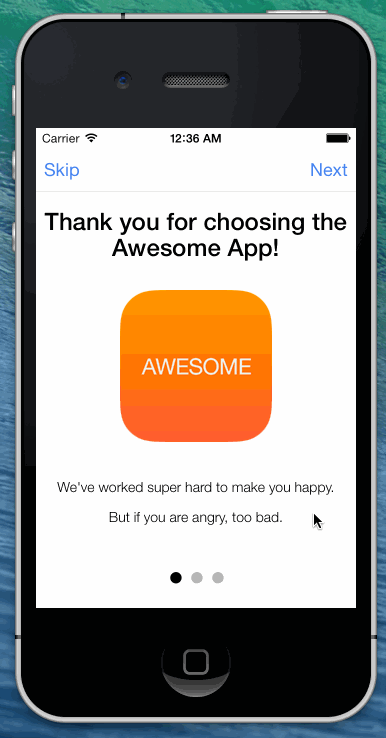 Carrier 12:36 AM
Skip Next
Thank you for choosing the
Awesome App!
AWESOME
We've worked super hard to make you happy.
But if you are angry, too bad.